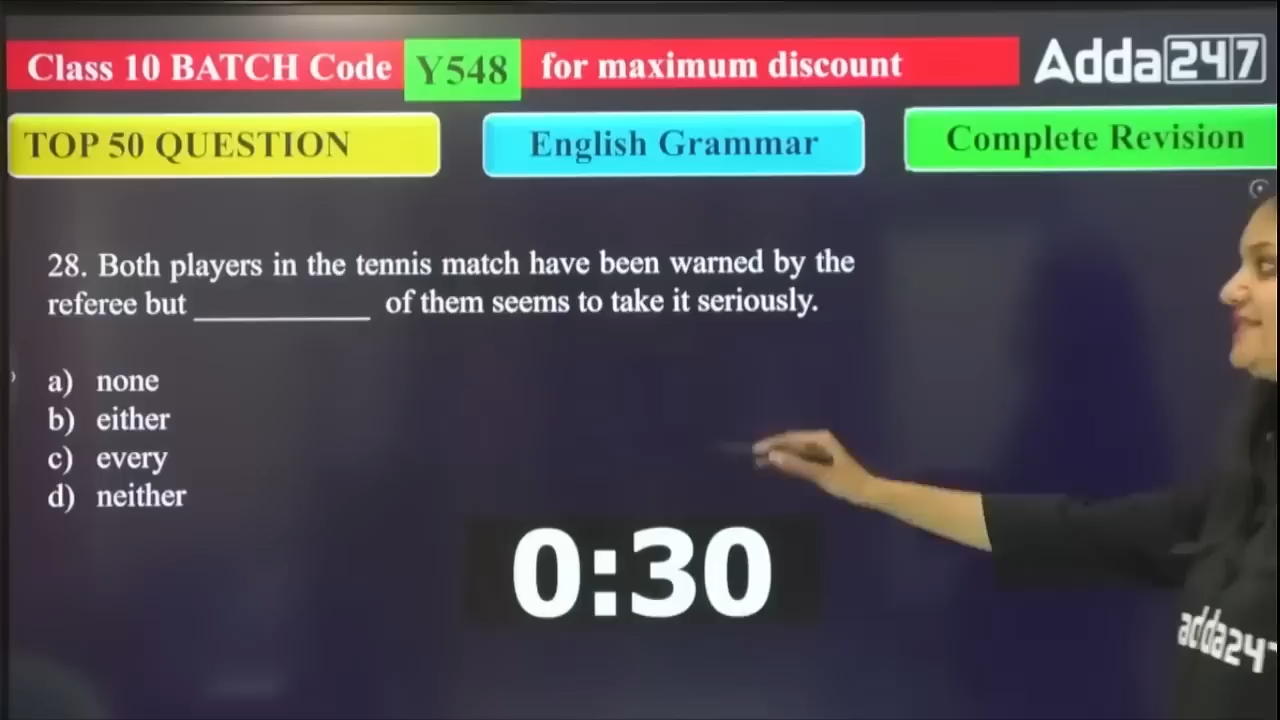 Class 10 BATCH Code Y548 for maximum discount
Adda247
TOP 50 QUESTION English Grammar Complete Revision
28. Both players in the tennis match have been warned by the
referee but __________ of them seems to take it seriously.
a) none
b) either
c) every
d) neither
0:30
adda247